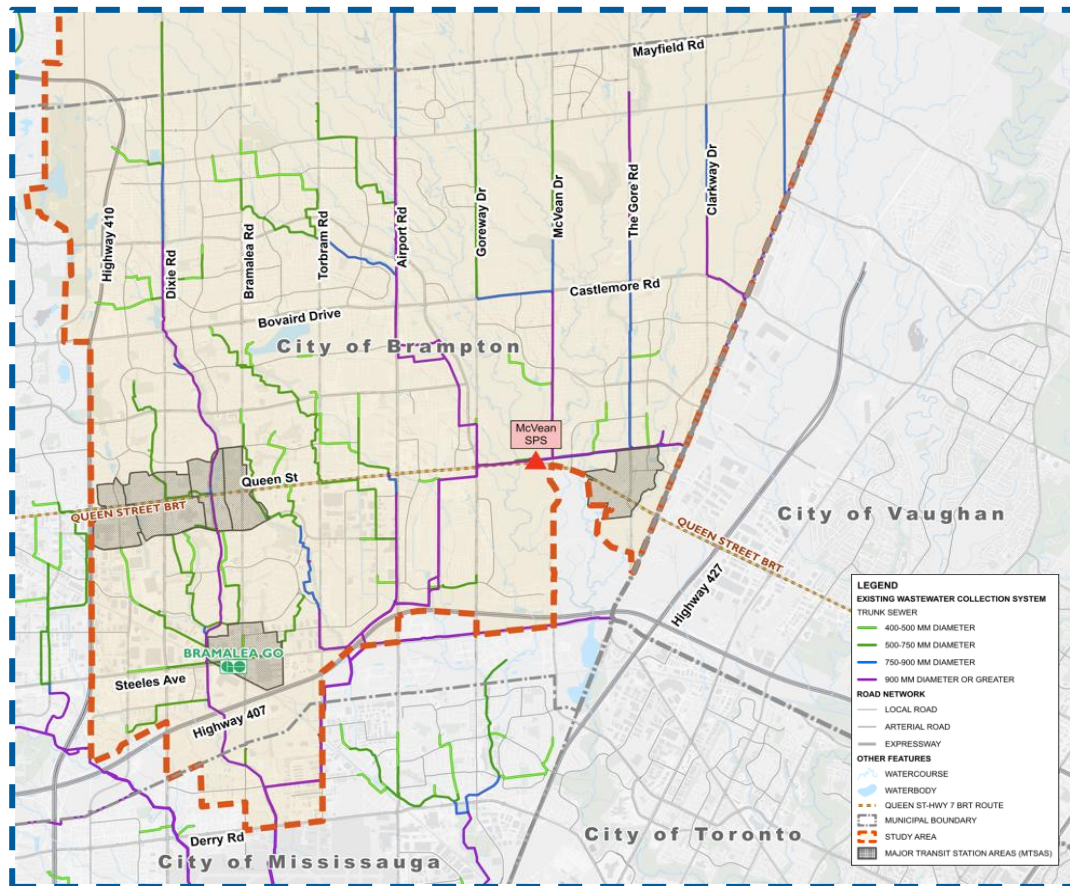 Mayfield Rd
Highway 410
Dixie Rd
Bramalea Rd
Torbram Rd
Airport Rd
Goreway Dr
McVean Dr
The Gore Rd
Clarkway Dr
Castlemore Rd
Bovaird Drive
City of Brampton
McVean
SPS
Queen St
QUEEN STREET BRT
QUEEN STREET BRT
City of Vaughan
Highway 427
BRAMALEA GO
GO
Steeles Ave
Highway 407
Derry Rd
City of Mississauga
City of Toronto
LEGEND
EXISTING WASTEWATER COLLECTION SYSTEM
TRUNK SEWER
400-500 MM DIAMETER
500-750 MM DIAMETER
750-900 MM DIAMETER
900 MM DIAMETER OR GREATER
ROAD NETWORK
LOCAL ROAD
ARTERIAL ROAD
EXPRESSWAY
OTHER FEATURES
WATERCOURSE
WATERBODY
QUEEN ST-HWY 7 BRT ROUTE
MUNICIPAL BOUNDARY
STUDY AREA
MAJOR TRANSIT STATION AREAS (MTSAS)